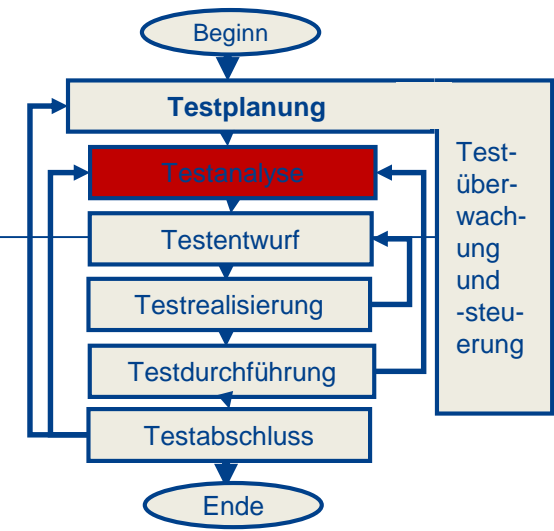 Beginn
Testplanung
Testanalyse
Testentwurf
Testrealisierung
Testdurchführung
Testabschluss
Ende
Test-
über-
wach-
ung
und
-steu-
erung